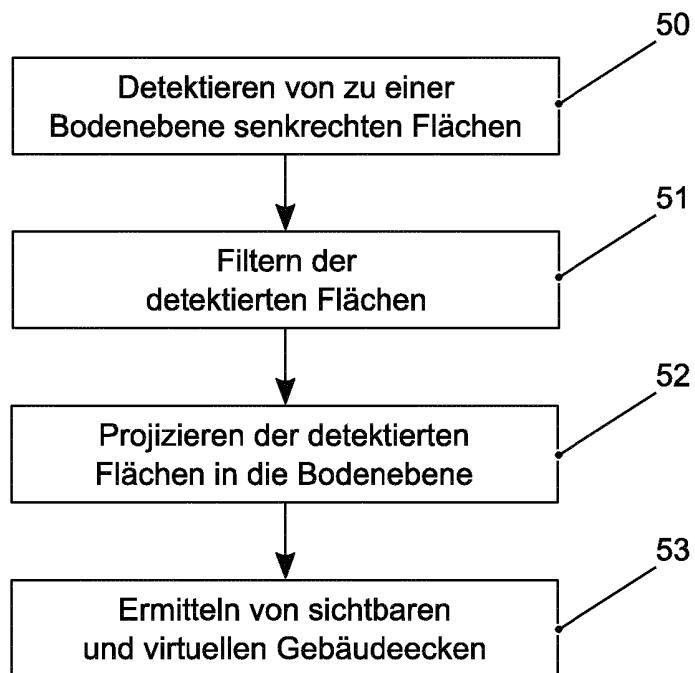 50
Detektieren von zu einer
Bodenebene senkrechten Flächen
51
Filtern der
detektierten Flächen
52
Projizieren der detektierten
Flächen in die Bodenebene
53
Ermitteln von sichtbaren
und virtuellen Gebäudeecken